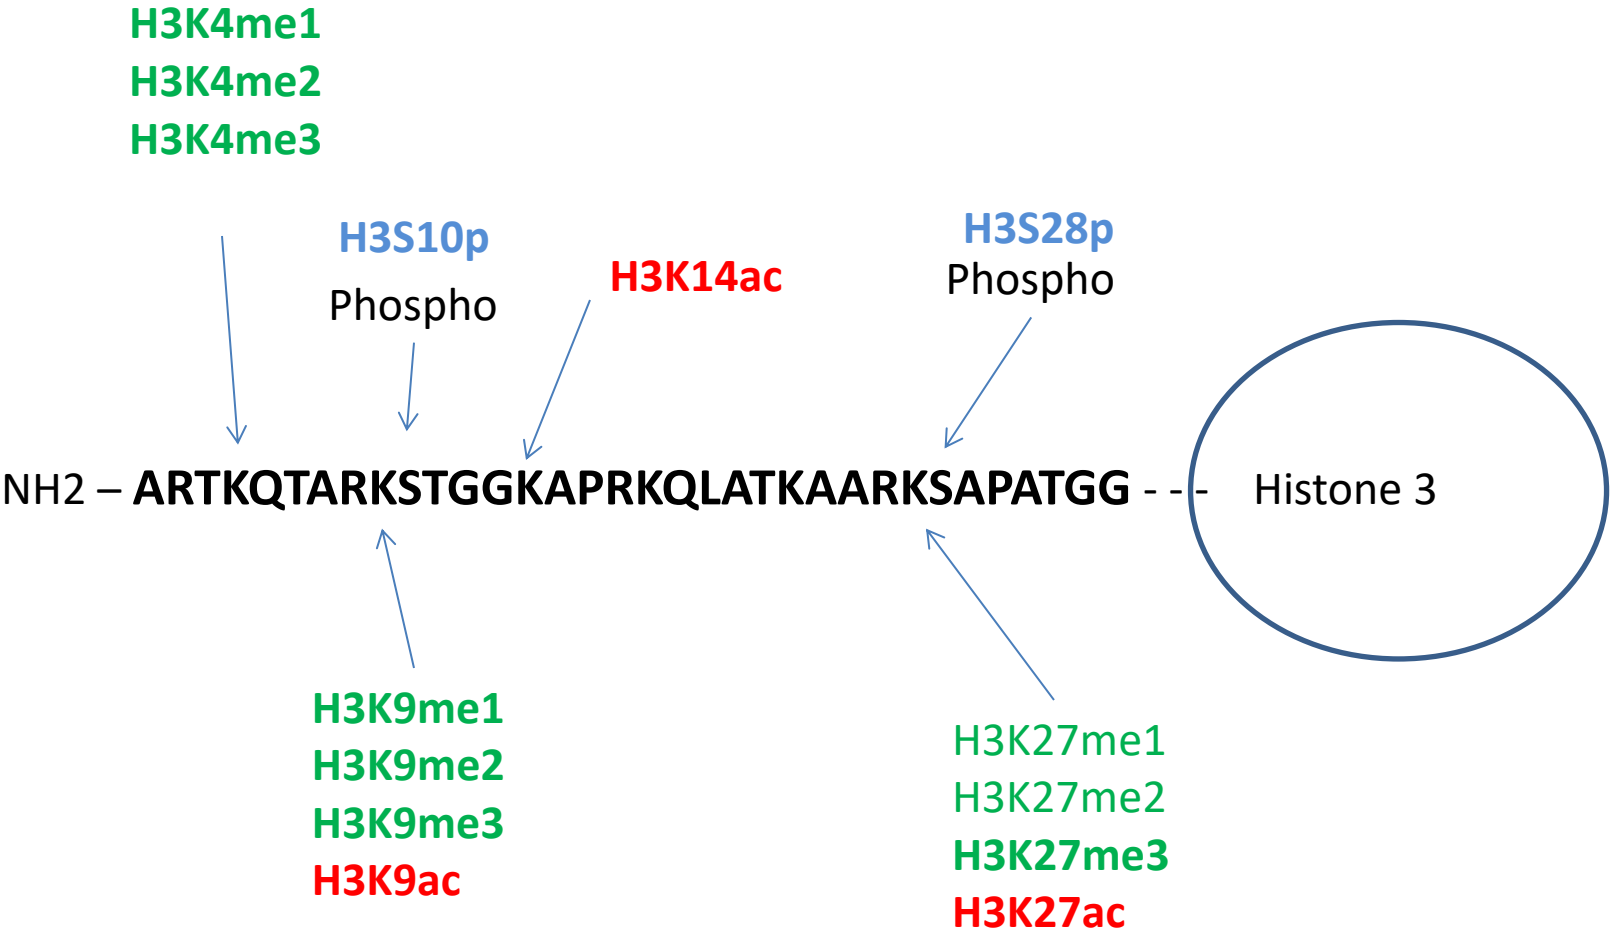 H3K4me1
H3K4me2
H3K4me3
H3S10p
Phospho
H3K14ac
H3S28p
Phospho
NH2 – ARTKQTARKSTGGKAPRKQLATKAARKSAPATGG - - - Histone 3
H3K9me1
H3K9me2
H3K9me3
H3K9ac
H3K27me1
H3K27me2
H3K27me3
H3K27ac